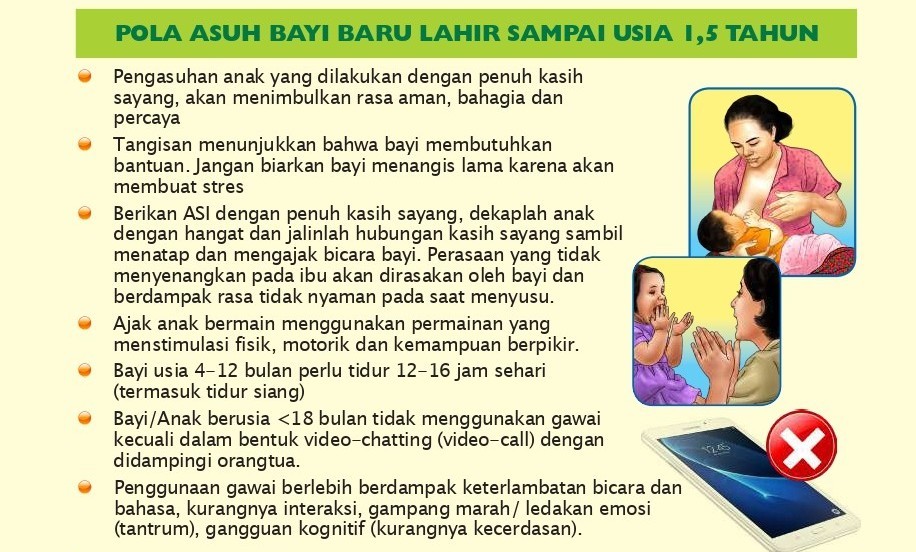 POLA ASUH BAYI BARU LAHIR SAMPAI USIA 1,5 TAHUN
Pengasuhan anak yang dilakukan dengan penuh kasih
sayang, akan menimbulkan rasa aman, bahagia dan
percaya
Tangisan menunjukkan bahwa bayi membutuhkan
bantuan. Jangan biarkan bayi menangis lama karena akan
membuat stres
Berikan ASI dengan penuh kasih sayang, dekaplah anak
dengan hangat dan jalinlah hubungan kasih sayang sambil
menatap dan mengajak bicara bayi. Perasaan yang tidak
menyenangkan pada ibu akan dirasakan oleh bayi dan
berdampak rasa tidak nyaman pada saat menyusu.
Ajak anak bermain menggunakan permainan yang
menstimulasi fisik, motorik dan kemampuan berpikir.
Bayi usia 4–12 bulan perlu tidur 12–16 jam sehari
(termasuk tidur siang)
Bayi/Anak berusia <18 bulan tidak menggunakan gawai
kecuali dalam bentuk video-chatting (video-call) dengan
didampingi orangtua.
Penggunaan gawai berlebih berdampak keterlambatan bicara dan
bahasa, kurangnya interaksi, gampang marah/ ledakan emosi
(tantrum), gangguan kognitif (kurangnya kecerdasan).
12:45